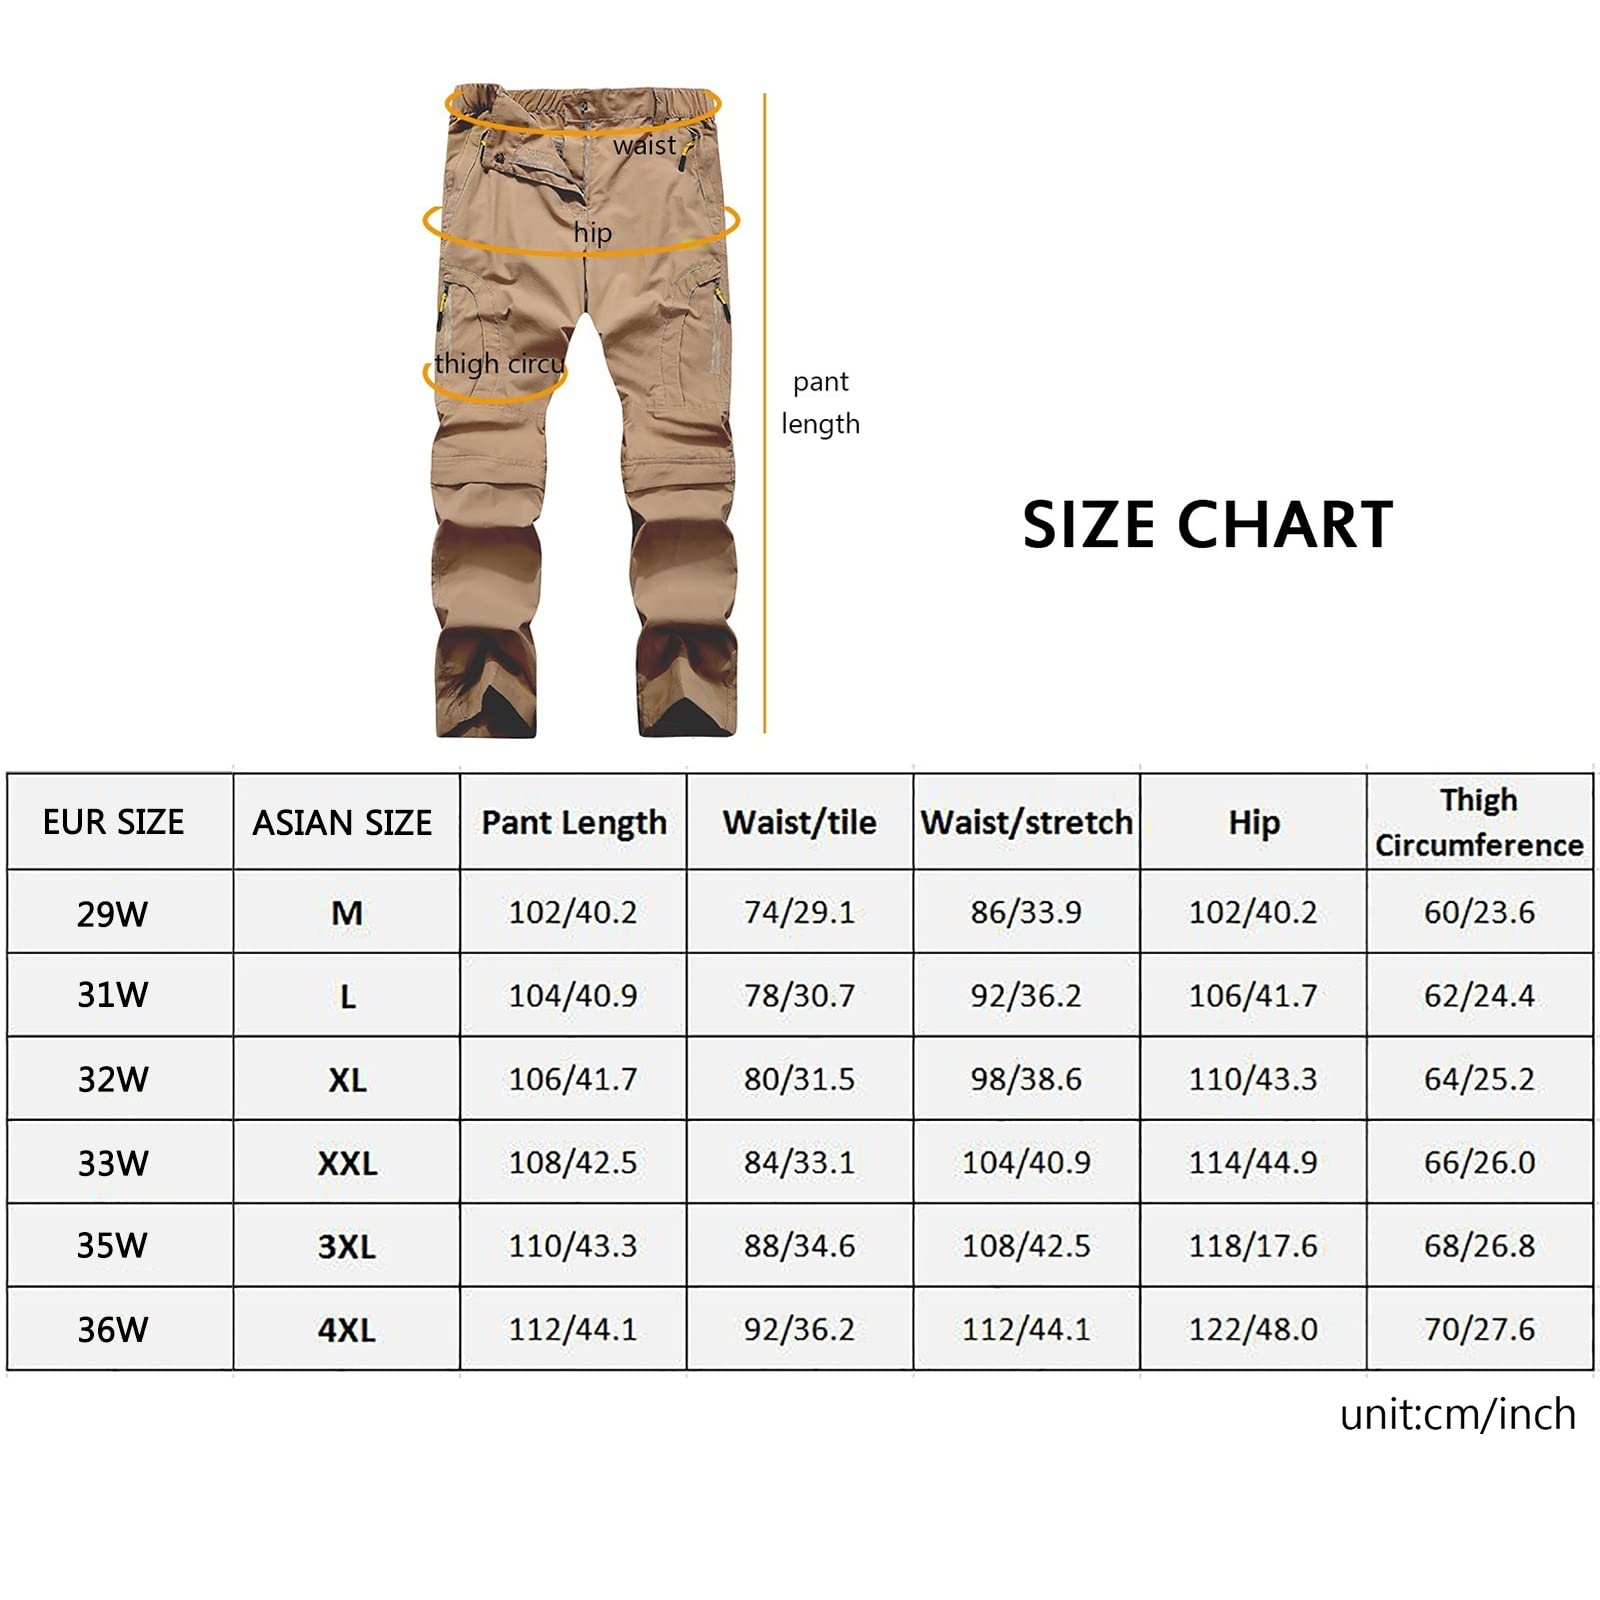 waist
hip
thigh circu
pant
length
SIZE CHART
EUR SIZE ASIAN SIZE Pant Length Waist/tile Waist/stretch Hip Thigh Circumference
29W M 102/40.2 74/29.1 86/33.9 102/40.2 60/23.6
31W L 104/40.9 78/30.7 92/36.2 106/41.7 62/24.4
32W XL 106/41.7 80/31.5 98/38.6 110/43.3 64/25.2
33W XXL 108/42.5 84/33.1 104/40.9 114/44.9 66/26.0
35W 3XL 110/43.3 88/34.6 108/42.5 118/17.6 68/26.8
36W 4XL 112/44.1 92/36.2 112/44.1 122/48.0 70/27.6
unit:cm/inch